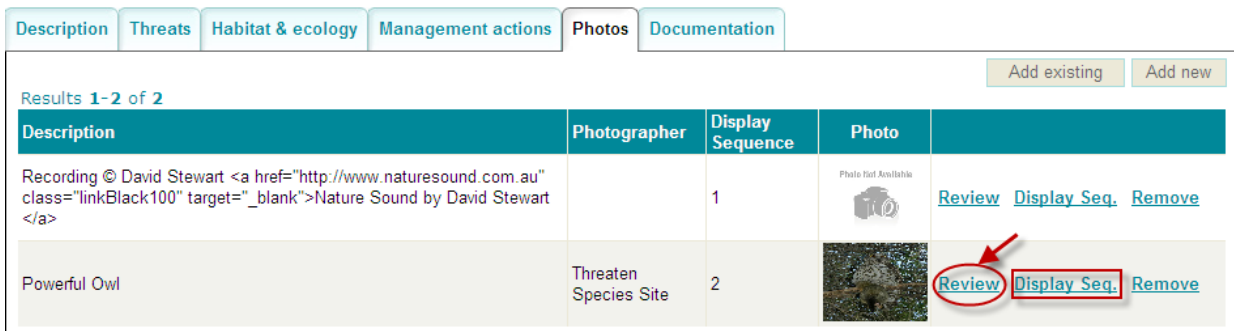 Description Threats Habitat & ecology Management actions Photos Documentation
Add existing Add new
Results 1-2 of 2
Description Photographer Display Sequence Photo
Recording © David Stewart <a href="http://www.naturesound.com.au"
class="linkBlack100" target="_blank">Nature Sound by David Stewart
</a>
1
Photo Not Available
Review Display Seq. Remove
Powerful Owl
Threaten
Species Site
2
Review Display Seq. Remove